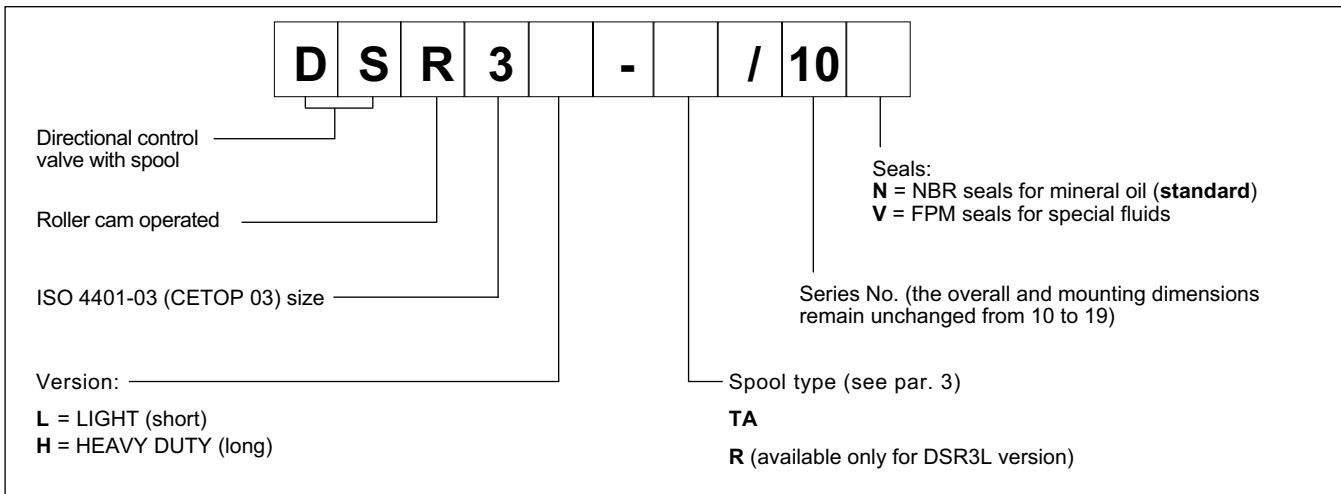 D S R 3 - / 10
Directional control
valve with spool
Roller cam operated
ISO 4401-03 (CETOP 03) size
Version:
L = LIGHT (short)
H = HEAVY DUTY (long)
Seals:
N = NBR seals for mineral oil (standard)
V = FPM seals for special fluids
Series No. (the overall and mounting dimensions
remain unchanged from 10 to 19)
Spool type (see par. 3)
TA
R (available only for DSR3L version)